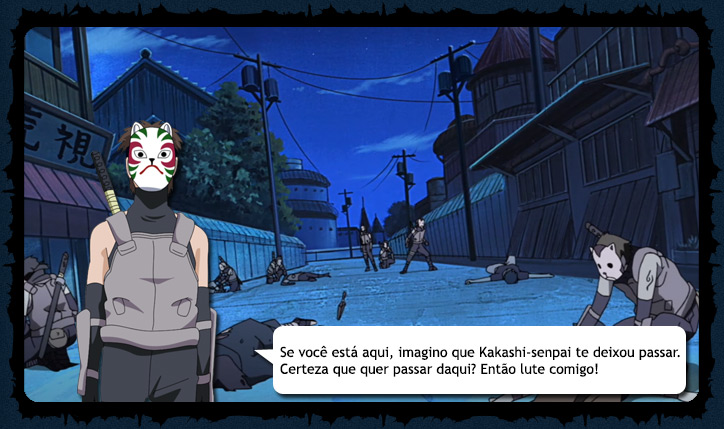 視
Se você está aqui, imagino que Kakashi-senpai te deixou passar.
Certeza que quer passar daqui? Então lute comigo!